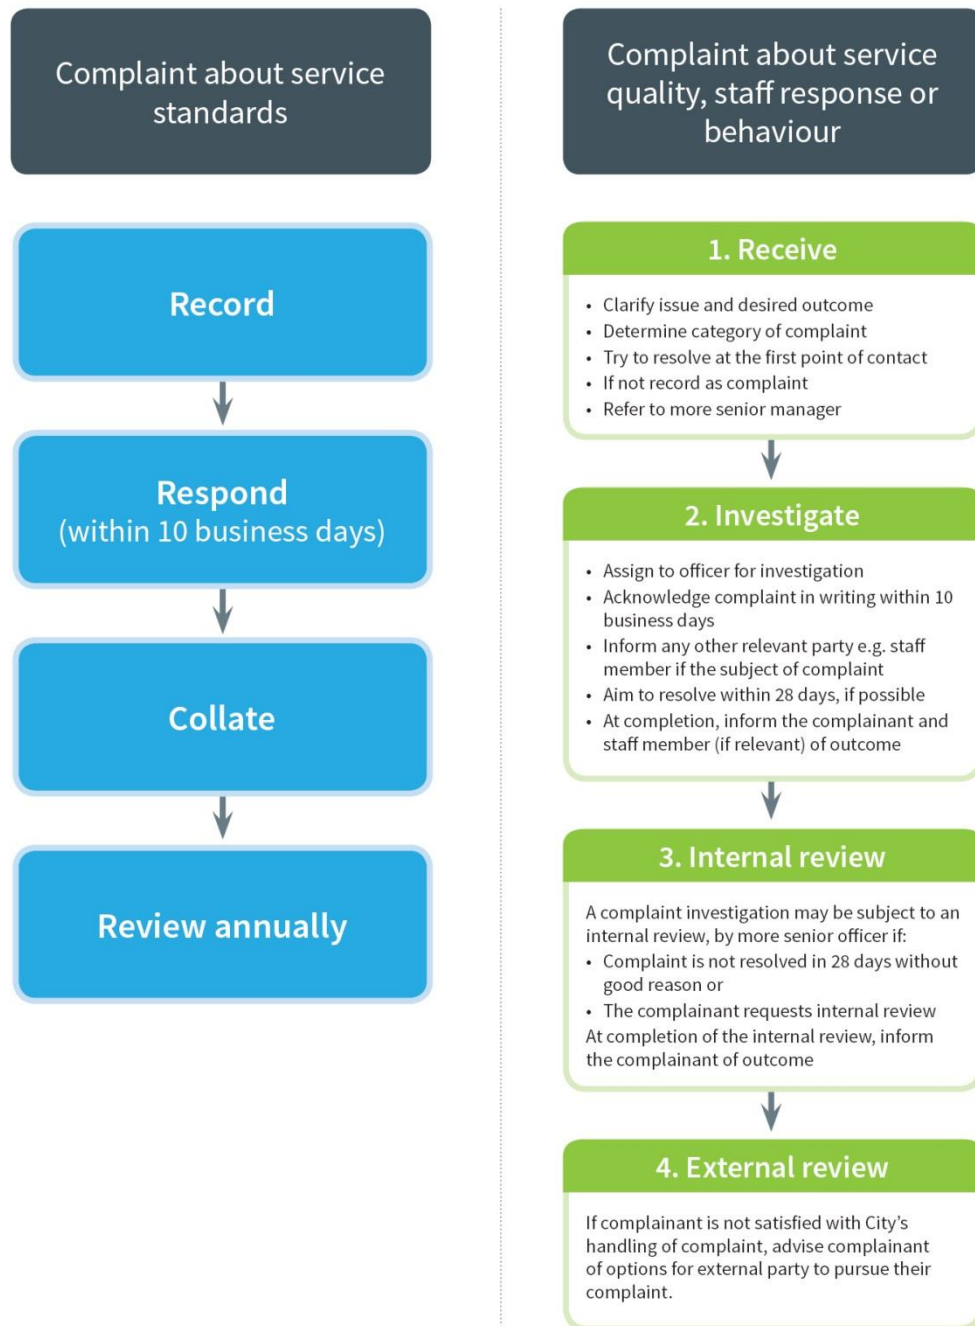 Complaint about service
standards
Record
Respond
(within 10 business days)
Collate
Review annually
Complaint about service
quality, staff response or
behaviour
1. Receive
• Clarify issue and desired outcome
• Determine category of complaint
• Try to resolve at the first point of contact
• If not record as complaint
• Refer to more senior manager
2. Investigate
• Assign to officer for investigation
• Acknowledge complaint in writing within 10
business days
• Inform any other relevant party e.g. staff
member if the subject of complaint
• Aim to resolve within 28 days, if possible
• At completion, inform the complainant and
staff member (if relevant) of outcome
3. Internal review
A complaint investigation may be subject to an
internal review, by more senior officer if:
• Complaint is not resolved in 28 days without
good reason or
• The complainant requests internal review
At completion of the internal review, inform
the complainant of outcome
4. External review
If complainant is not satisfied with City’s
handling of complaint, advise complainant
of options for external party to pursue their
complaint.